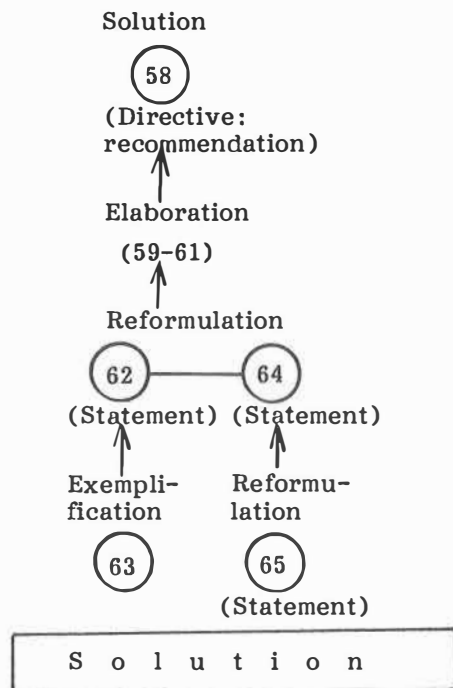 Solution
58
(Directive:
recommendation)
Elaboration
(59-61)
Reformulation
62 64
(Statement) (Statement)
Exempli- Reformu-
fication lation
63 65
(Statement)
S o l u t i o n